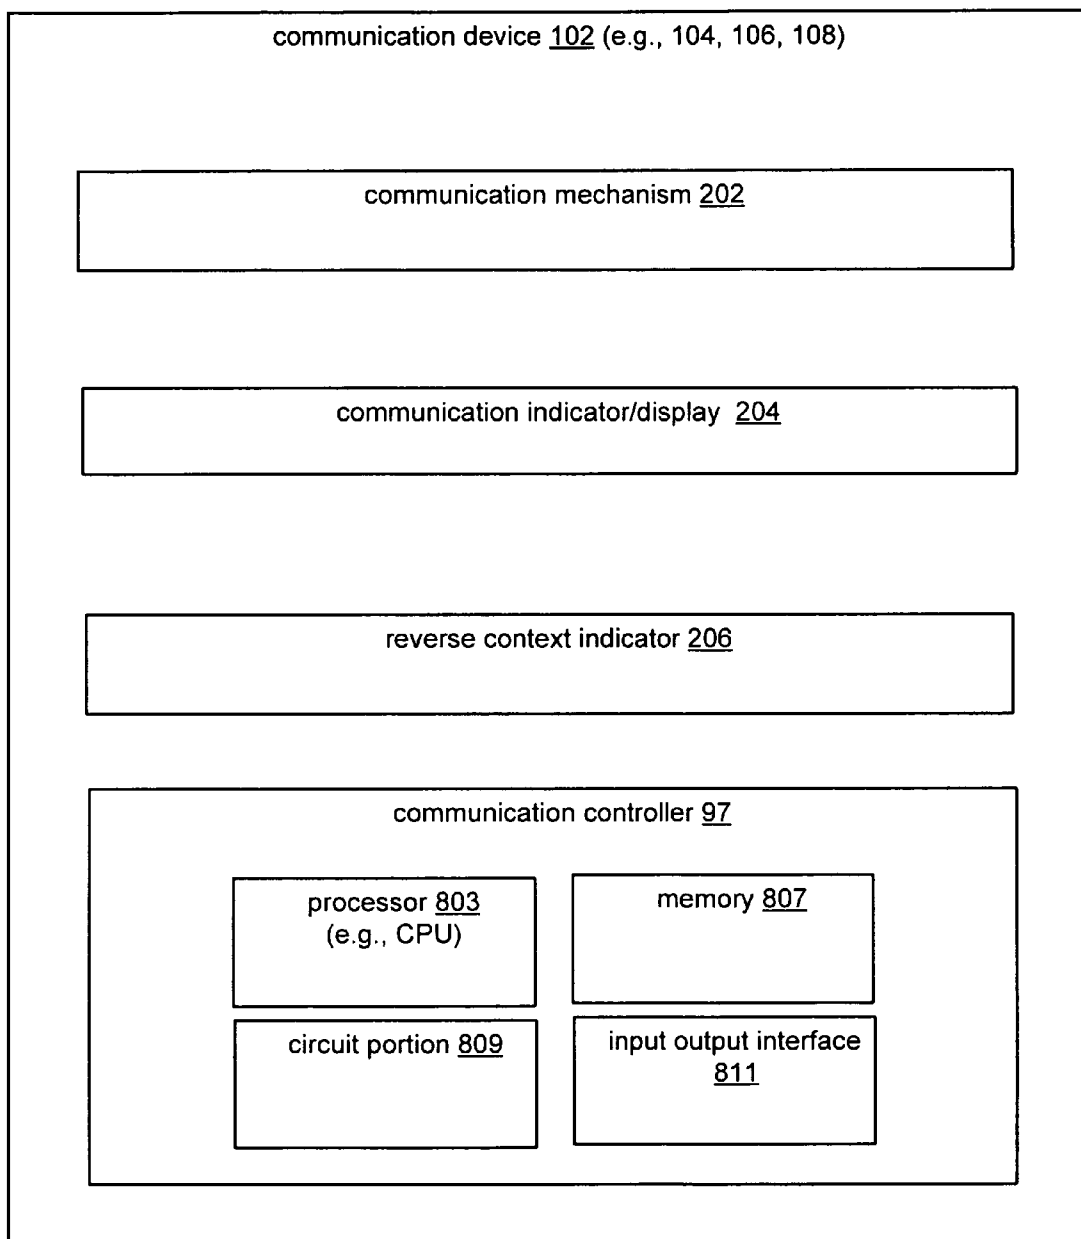 communication device 102 (e.g., 104, 106, 108)
communication mechanism 202
communication indicator/display 204
reverse context indicator 206
communication controller 97
processor 803
(e.g., CPU)
memory 807
circuit portion 809
input output interface
811